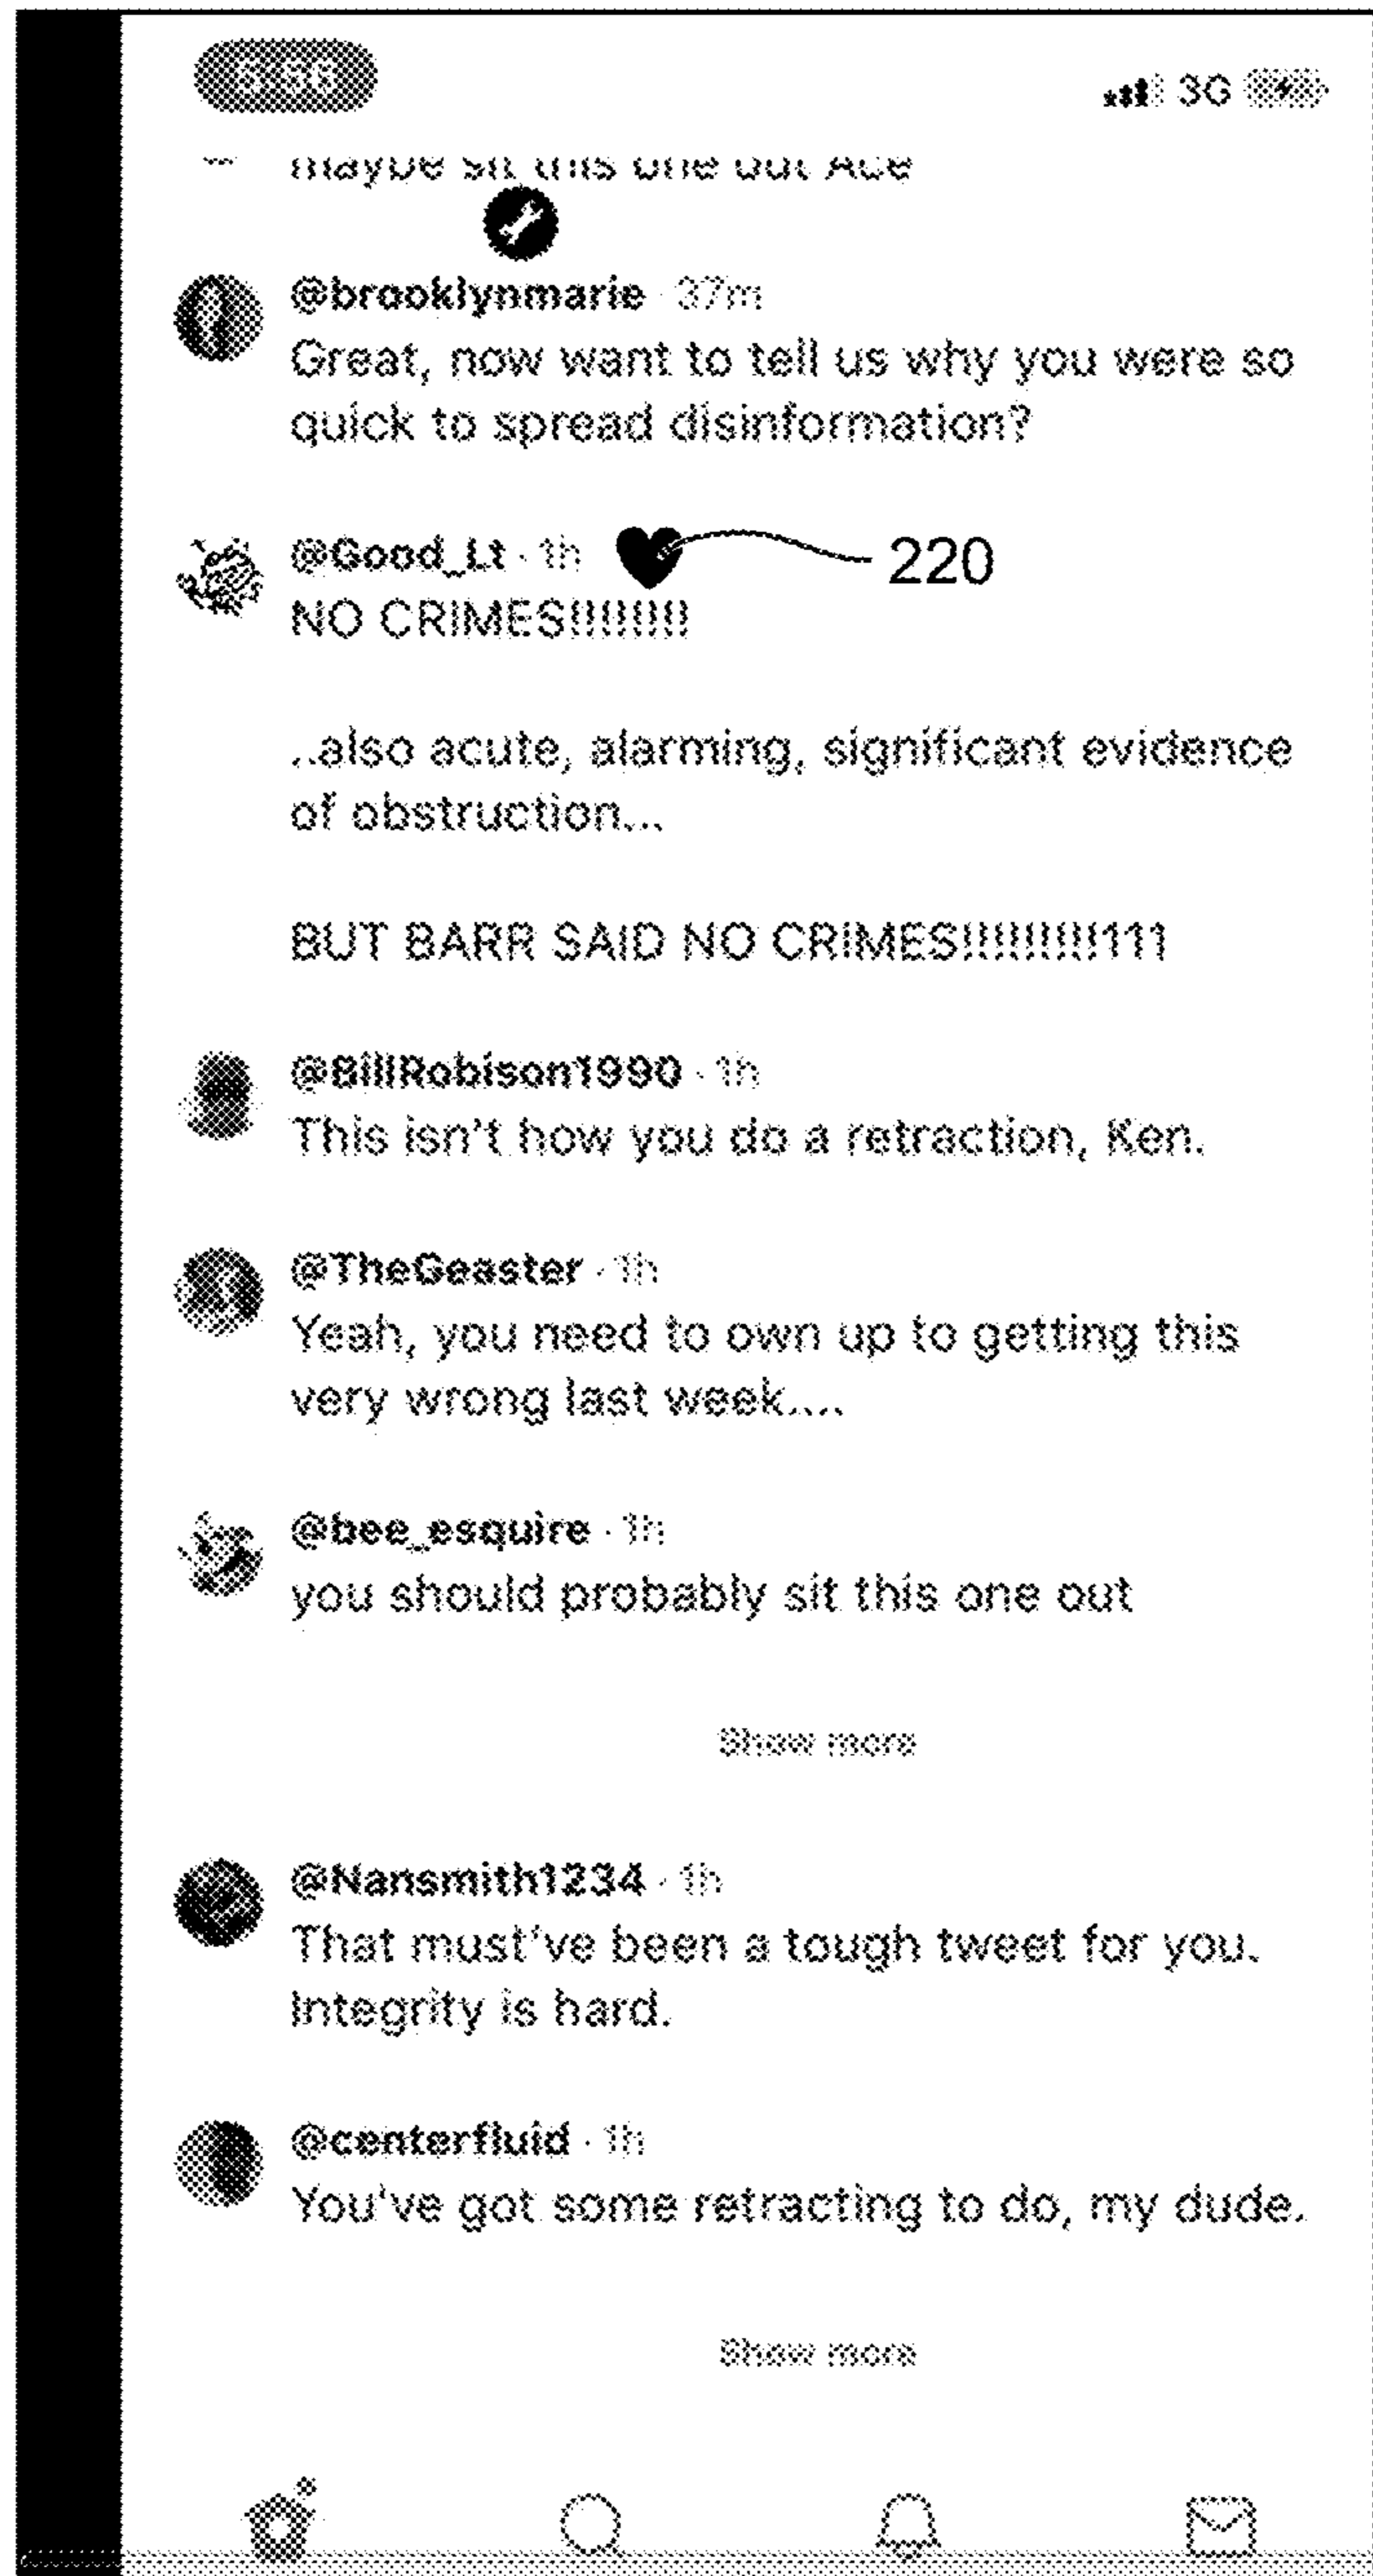 5:56
3G
maybe sit this one out Ace
@brooklynmarie · 37m
Great, now want to tell us why you were so
quick to spread disinformation?
@Good_Lt · 1h
220
NO CRIMES!!!!!!!!
..also acute, alarming, significant evidence
of obstruction...
BUT BARR SAID NO CRIMES!!!!!!!!!111
@BillRobison1990 · 1h
This isn't how you do a retraction, Ken.
@TheGeaster · 1h
Yeah, you need to own up to getting this
very wrong last week....
@bee_esquire · 1h
you should probably sit this one out
Show more
@Nansmith1234 · 1h
That must've been a tough tweet for you.
Integrity is hard.
@centerfluid · 1h
You've got some retracting to do, my dude.
Show more